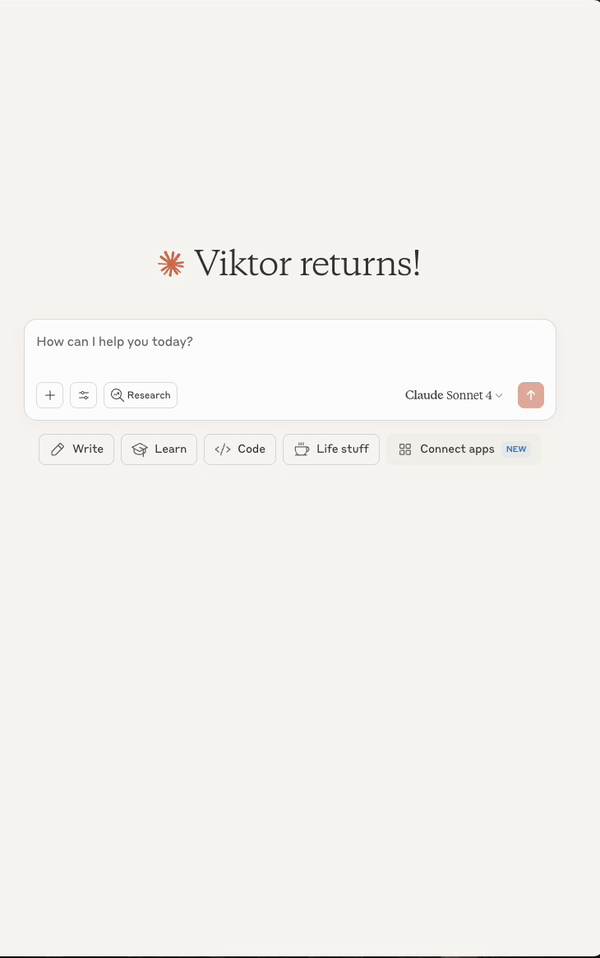 Viktor returns!
How can I help you today?
Research
Claude Sonnet 4
Write
Learn
Code
Life stuff
Connect apps NEW